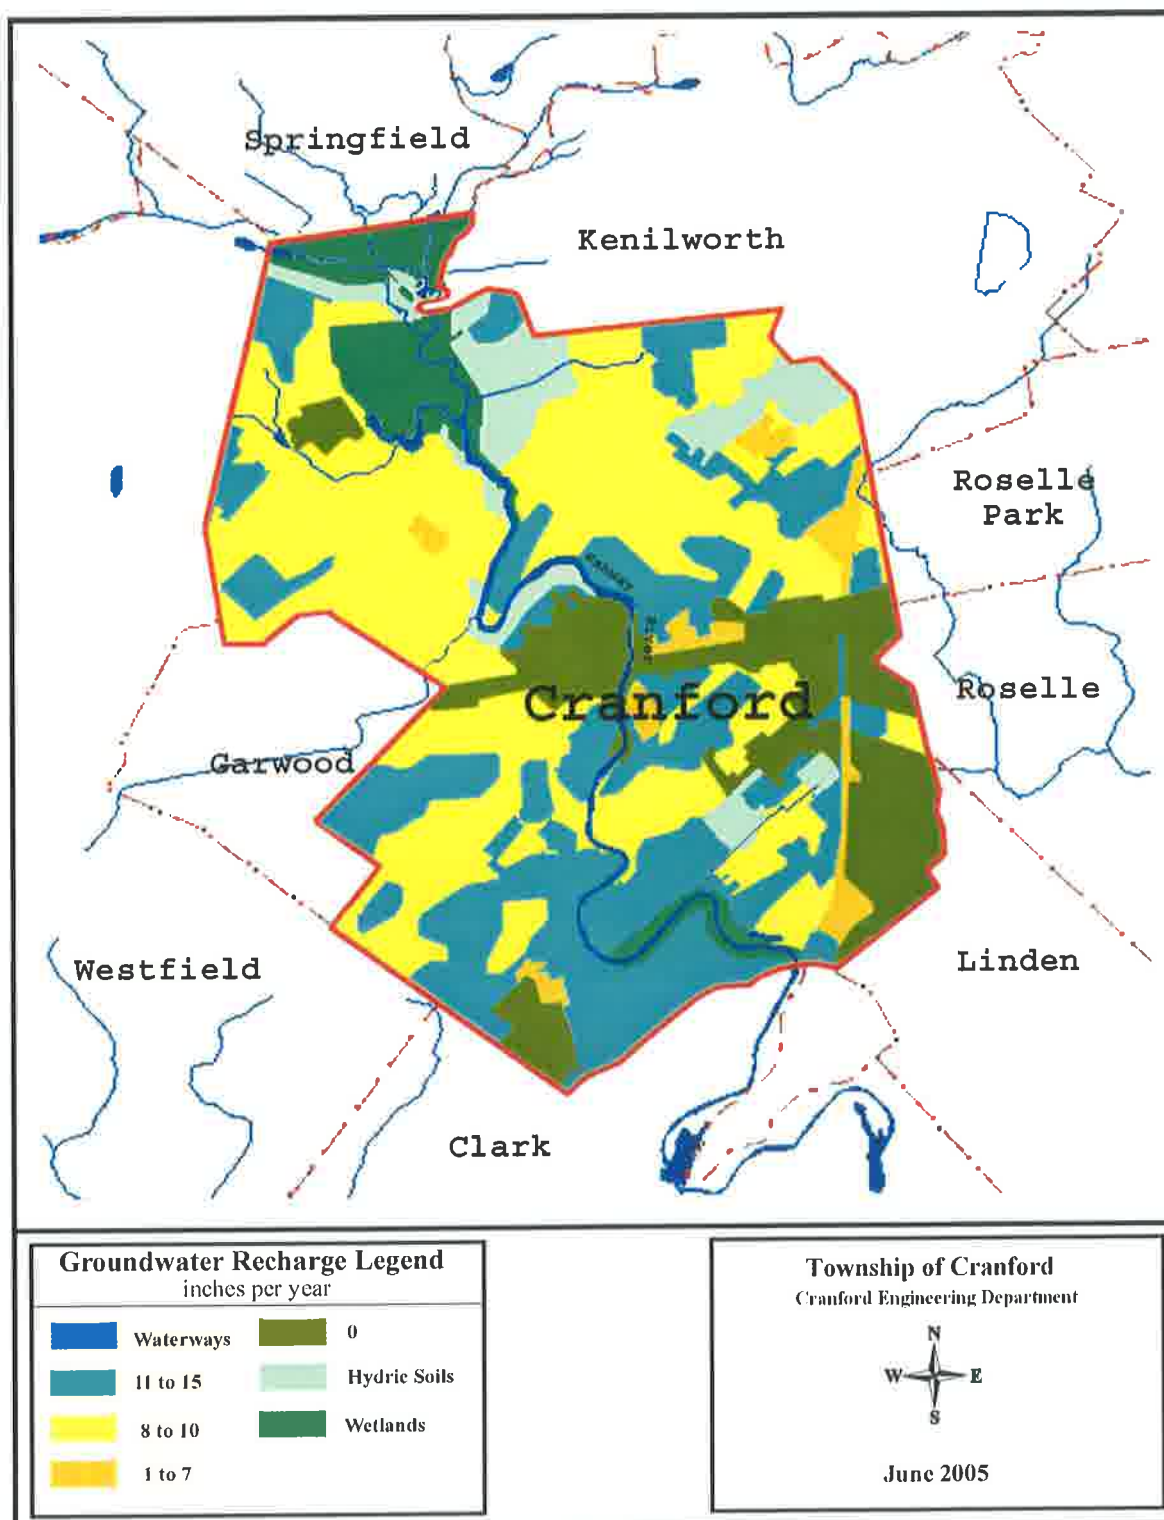 Springfield
Kenilworth
Roselle
Park
Rahway
River
Cranford
Roselle
Garwood
Westfield
Linden
Clark
Groundwater Recharge Legend
inches per year
Waterways
0
11 to 15
Hydric Soils
8 to 10
Wetlands
1 to 7
Township of Cranford
Cranford Engineering Department
N
W E
S
June 2005